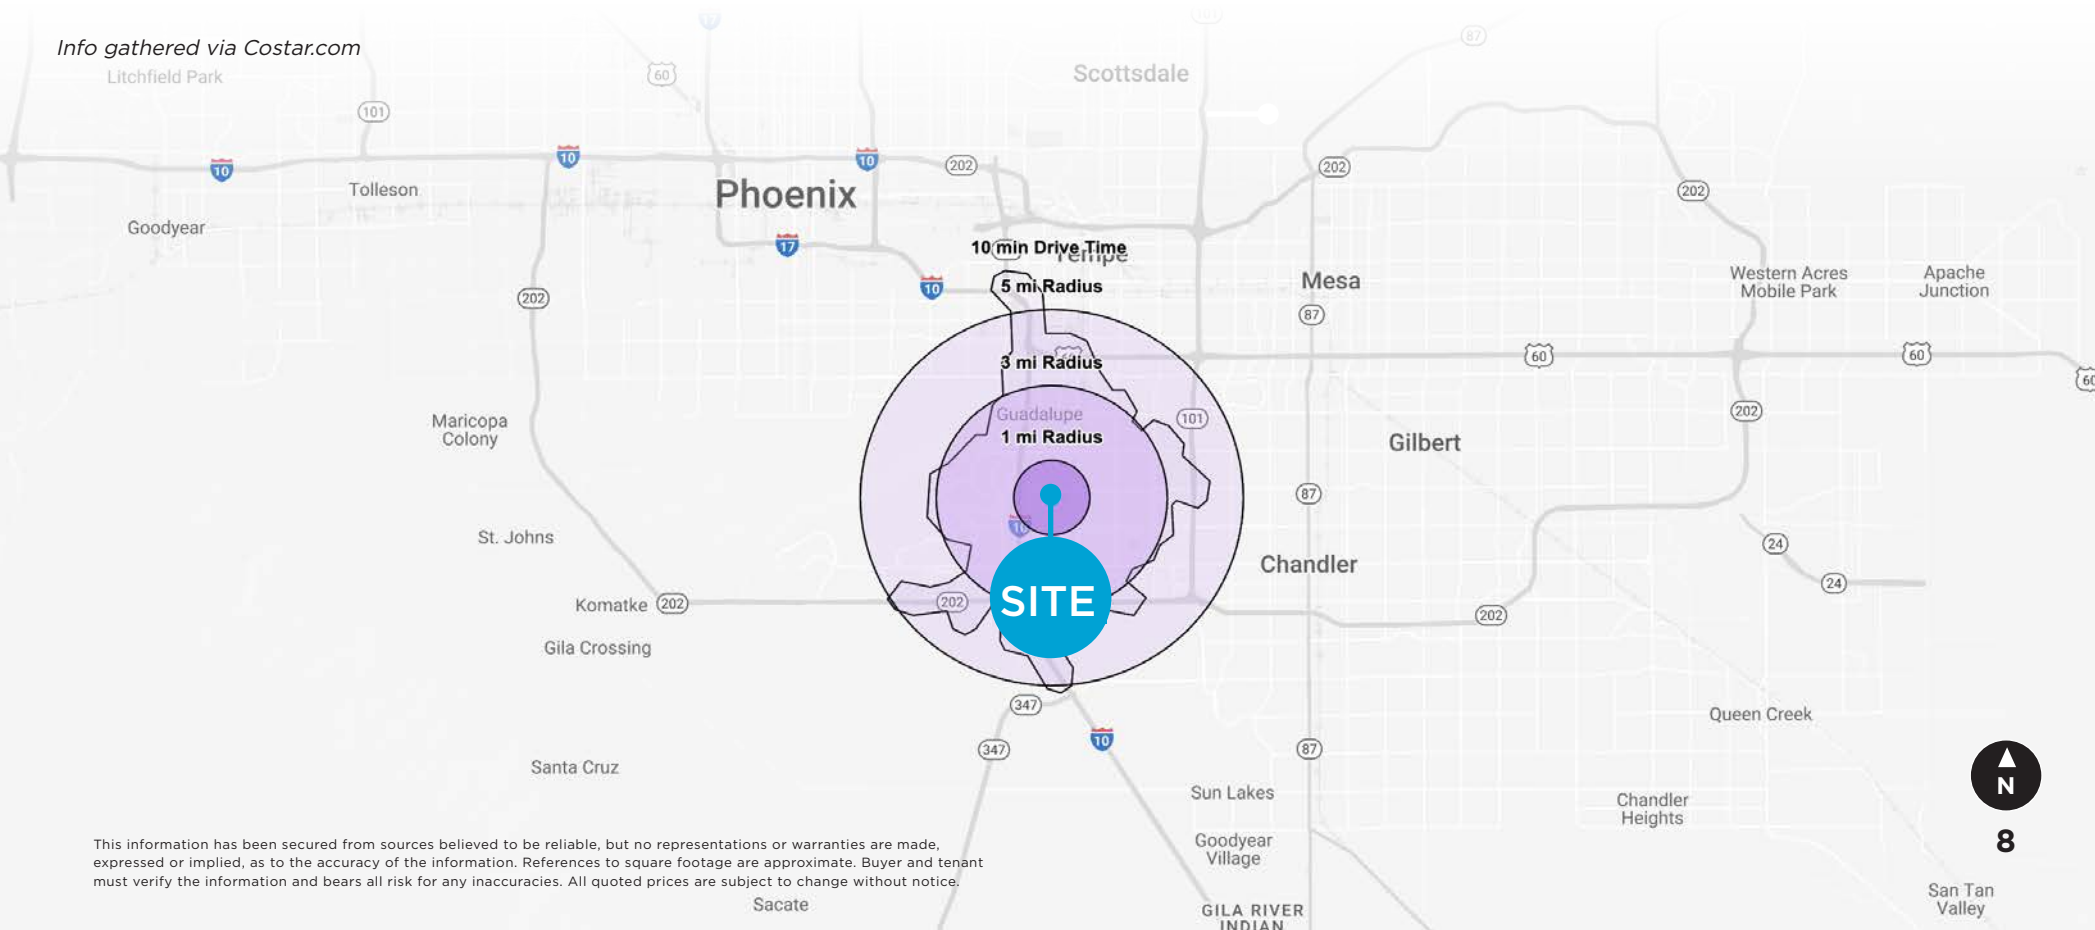 Info gathered via Costar.com
17
101
87
Litchfield Park
60
Scottsdale
101
10
10
10
202
202
202
Tolleson
Phoenix
Goodyear
17
10 min Drive Time
Tempe
202
10
5 mi Radius
Mesa
87
Western Acres
Mobile Park
Apache
Junction
60
3 mi Radius
60
60
60
Maricopa
Colony
Guadalupe
101
202
1 mi Radius
Gilbert
87
10
St. Johns
24
Chandler
24
Komatke
202
202
SITE
202
Gila Crossing
347
Queen Creek
347
10
87
Santa Cruz
N
Sun Lakes
Chandler
Heights
8
Goodyear
Village
This information has been secured from sources believed to be reliable, but no representations or warranties are made,
expressed or implied, as to the accuracy of the information. References to square footage are approximate. Buyer and tenant
must verify the information and bears all risk for any inaccuracies. All quoted prices are subject to change without notice.
Sacate
GILA RIVER
INDIAN
San Tan
Valley